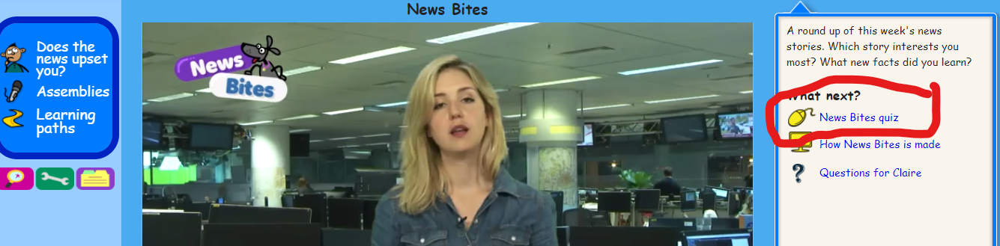 News Bites
Does the
news upset
you?
Assemblies
Learning
paths
News
Bites
A round up of this week's news
stories. Which story interests you
most? What new facts did you learn?
What next?
News Bites quiz
How News Bites is made
Questions for Claire